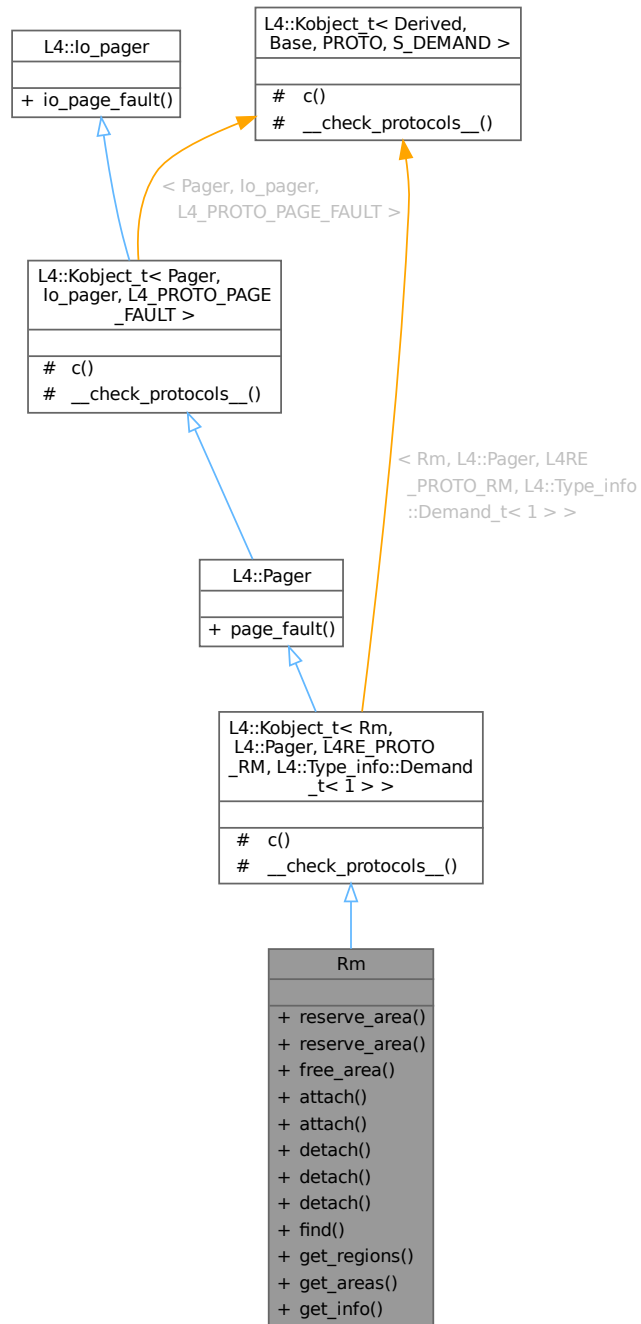 L4::Io_pager
+ io_page_fault()
L4::Kobject_t< Derived,
Base, PROTO, S_DEMAND >
# c()
# __check_protocols__()
< Pager, Io_pager,
L4_PROTO_PAGE_FAULT >
L4::Kobject_t< Pager,
Io_pager, L4_PROTO_PAGE
_FAULT >
# c()
# __check_protocols__()
< Rm, L4::Pager, L4RE
_PROTO_RM, L4::Type_info
::Demand_t< 1 > >
L4::Pager
+ page_fault()
L4::Kobject_t< Rm,
L4::Pager, L4RE_PROTO
_RM, L4::Type_info::Demand
_t< 1 > >
# c()
# __check_protocols__()
Rm
+ reserve_area()
+ reserve_area()
+ free_area()
+ attach()
+ attach()
+ detach()
+ detach()
+ detach()
+ find()
+ get_regions()
+ get_areas()
+ get_info()